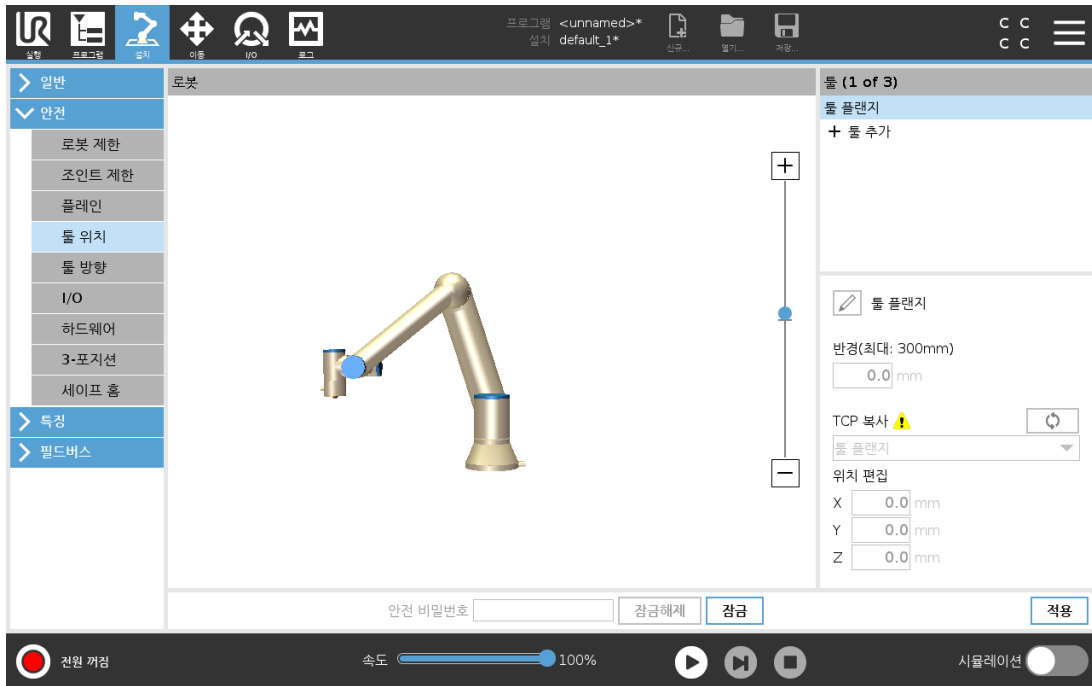 UR
실행
프로그램
설치
이동
I/O
로그
프로그램 <unnamed>*
설치 default_1*
신규...
열기...
저장...
C C
C C
일반
안전
로봇 제한
조인트 제한
플레인
툴 위치
툴 방향
I/O
하드웨어
3-포지션
세이프 홈
특징
필드버스
로봇
툴 (1 of 3)
툴 플랜지
툴 추가
툴 플랜지
반경(최대: 300mm)
0.0 mm
TCP 복사
툴 플랜지
위치 편집
X 0.0 mm
Y 0.0 mm
Z 0.0 mm
안전 비밀번호 잠금해제 잠금
적용
전원 꺼짐
속도 100%
시뮬레이션